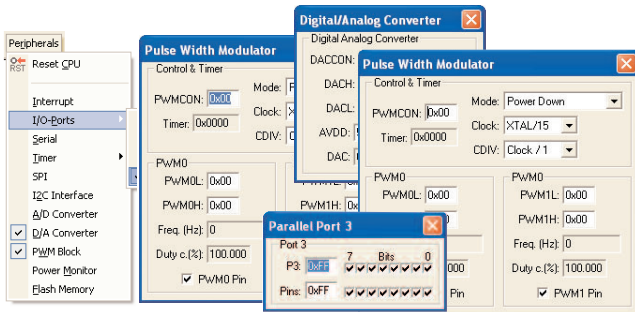 Peripherals
RST Reset CPU
Interrupt
I/O-Ports
Serial
Timer
SPI
I2C Interface
A/D Converter
D/A Converter
PWM Block
Power Monitor
Flash Memory
Pulse Width Modulator
Control & Timer
Mode:
PWMCON: 0x00
Clock:
Timer: 0x0000
CDIV:
PWM0
PWM0L: 0x00
PWM0H: 0x00
Freq. (Hz): 0
Duty c.(%): 100.000
PWM0 Pin
Digital/Analog Converter
Digital Analog Converter
DACCON:
DACH:
DACL:
AVDD:
DAC:
PWM1H:
Pulse Width Modulator
Control & Timer
Mode: Power Down
PWMCON: 0x00
Clock: XTAL/15
Timer: 0x0000
CDIV: Clock / 1
PWM0 PWM0
PWM0L: 0x00 PWM1L: 0x00
PWM0H: 0x00 PWM1H: 0x00
Freq. (Hz): 0
000 Duty c.(%): 100.000
Pin PWM1 Pin
Parallel Port 3
Port 3
7 Bits 0
P3: 0xFF
Pins: 0xFF